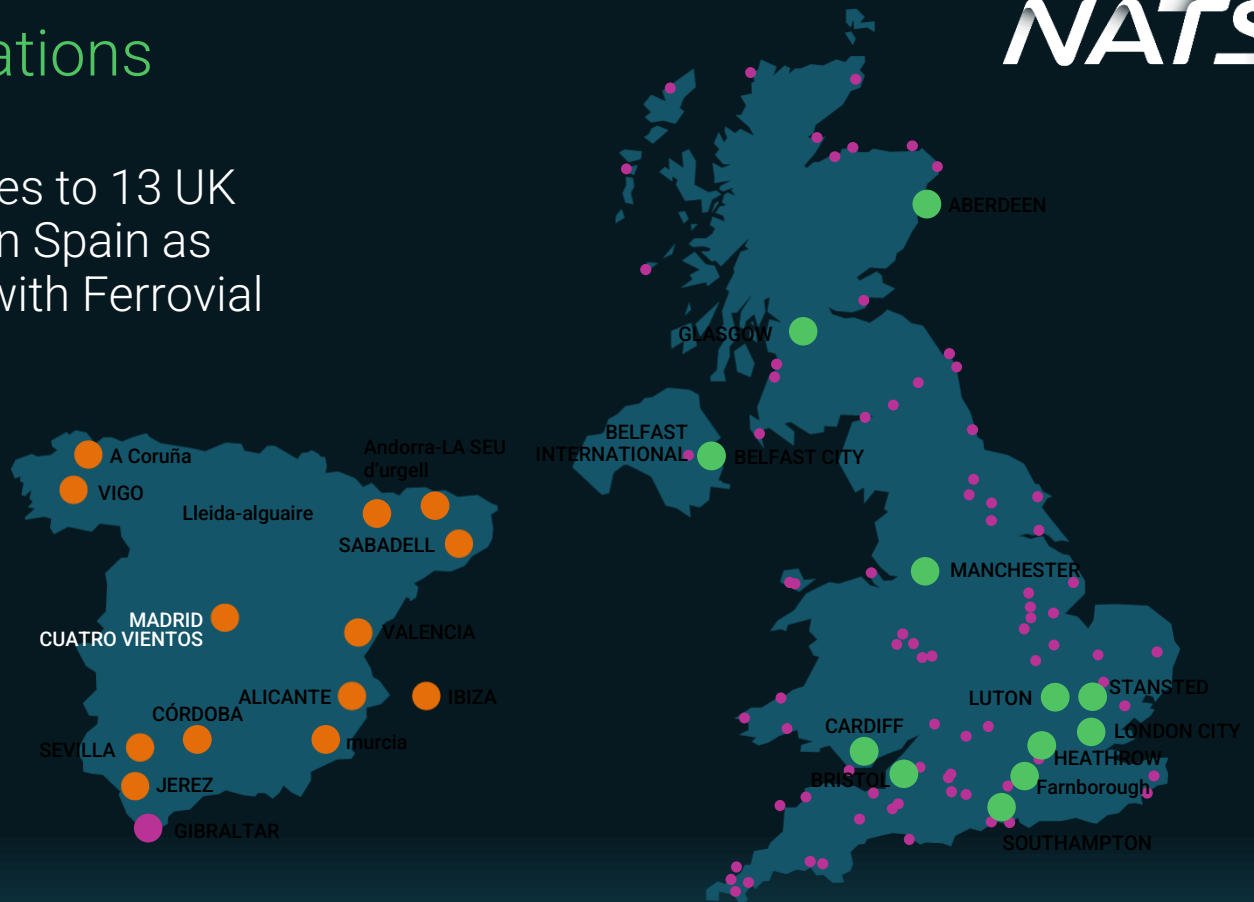 ations
NATS
es to 13 UK
n Spain as
with Ferrovial
ABERDEEN
GLASGOW
BELFAST
INTERNATIONAL
BELFAST CITY
MANCHESTER
LUTON
STANSTED
LONDON CITY
CARDIFF
HEATHROW
BRISTOL
Farnborough
SOUTHAMPTON
A Coruña
VIGO
Andorra-LA SEU
d'urgell
Lleida-alguaire
SABADELL
MADRID
CUATRO VIENTOS
VALENCIA
ALICANTE
IBIZA
CÓRDOBA
SEVILLA
murcia
JEREZ
GIBRALTAR